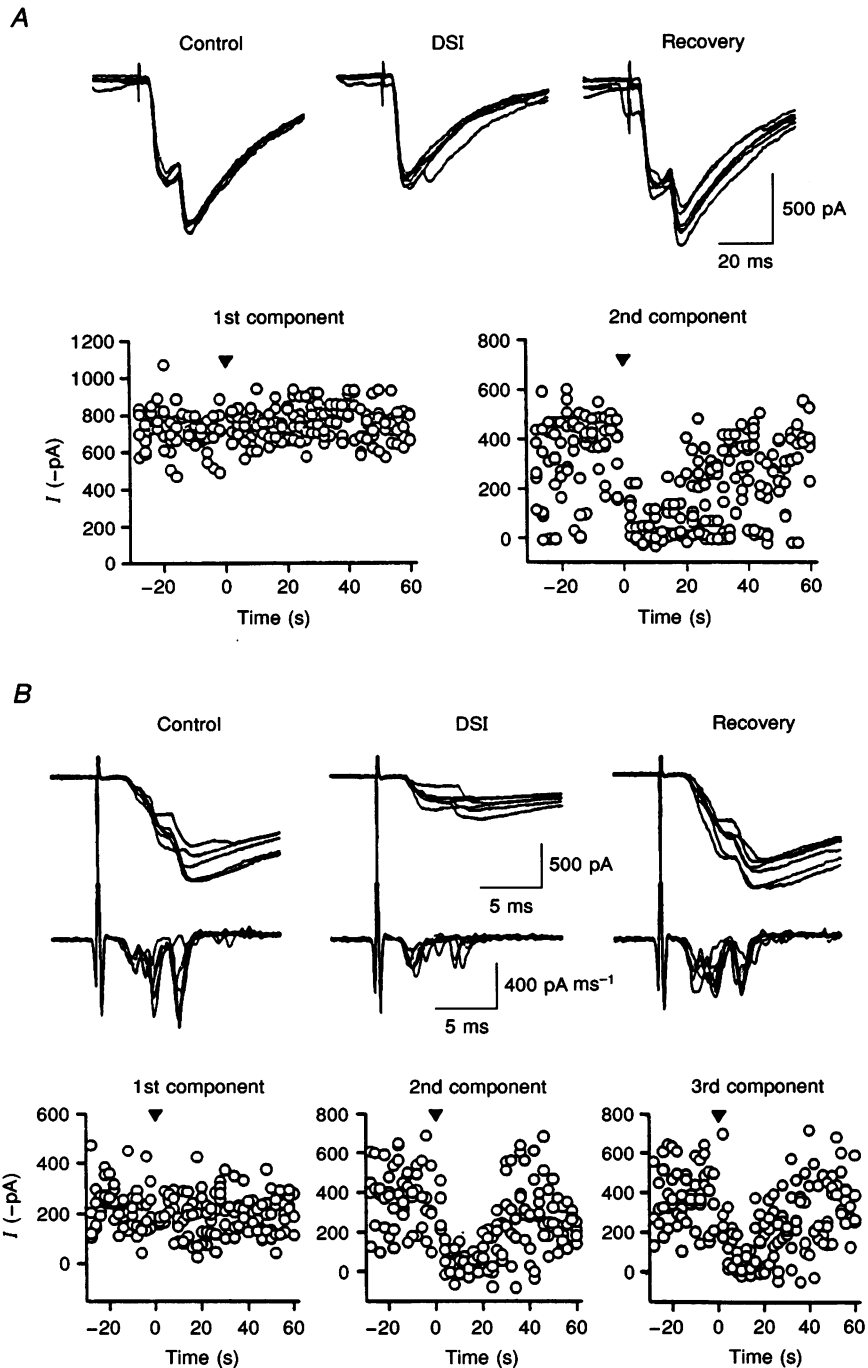 A
Control DSI Recovery
500 pA
20 ms
1st component 2nd component
1200
1000
800
600
400
200
0
I (−pA)
−20 0 20 40 60
Time (s)
800
600
400
200
0
−20 0 20 40 60
Time (s)
B
Control DSI Recovery
500 pA
5 ms
400 pA ms⁻¹
5 ms
1st component 2nd component 3rd component
600
400
200
0
I (−pA)
−20 0 20 40 60
Time (s)
800
600
400
200
0
−20 0 20 40 60
Time (s)
800
600
400
200
0
−20 0 20 40 60
Time (s)